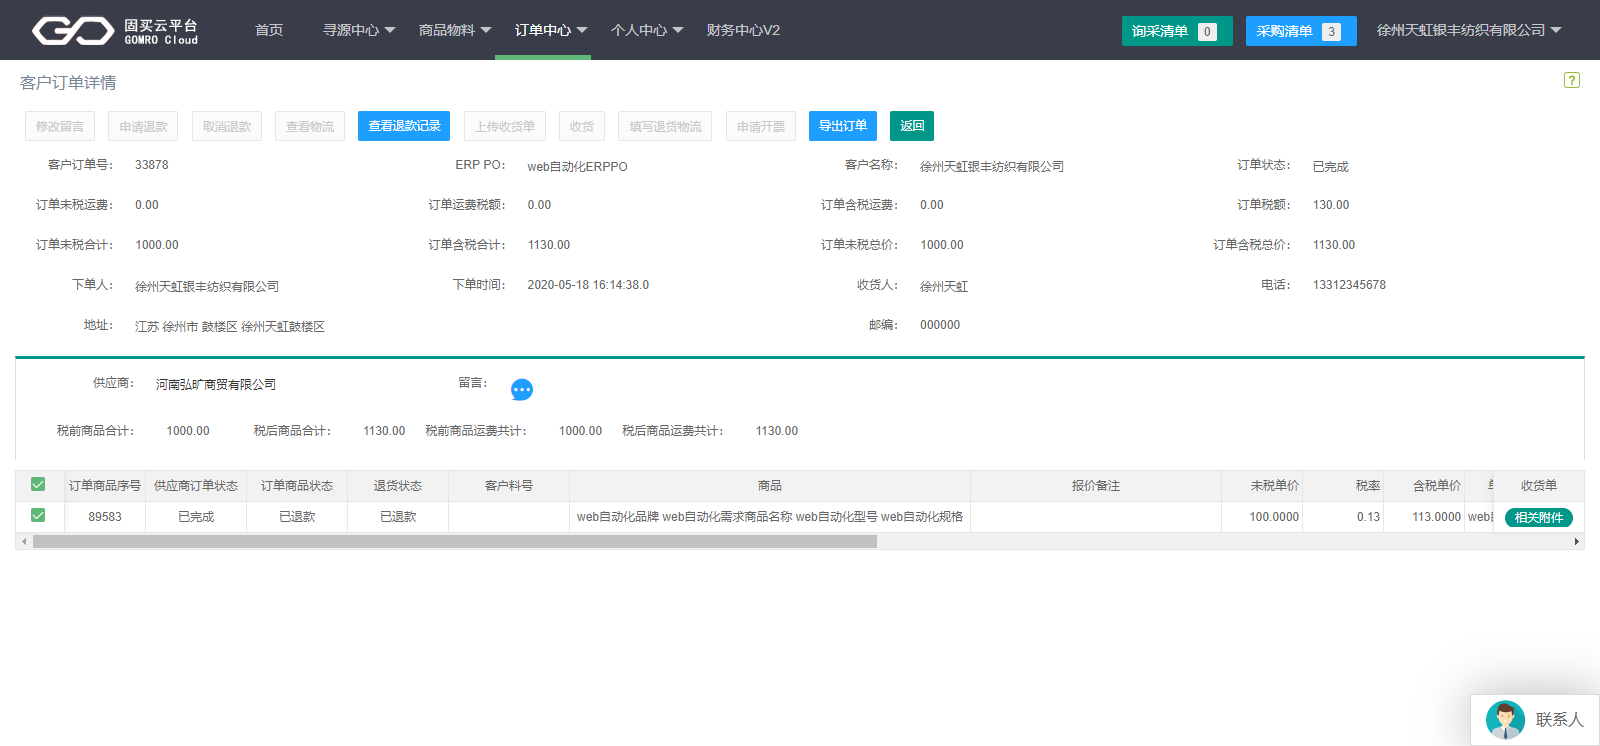 固买云平台
GOMRO Cloud
首页 寻源中心 商品物料 订单中心 个人中心 财务中心V2 询采清单 0 采购清单 3 徐州天虹银丰纺织有限公司
客户订单详情
?
修改留言 申请退款 取消退款 查看物流 查看退款记录 上传收货单 收货 填写退货物流 申请开票 导出订单 返回
客户订单号： 33878 ERP PO： web自动化ERPPO 客户名称： 徐州天虹银丰纺织有限公司 订单状态： 已完成
订单未税运费： 0.00 订单运费税额： 0.00 订单含税运费： 0.00 订单税额： 130.00
订单未税合计： 1000.00 订单含税合计： 1130.00 订单未税总价： 1000.00 订单含税总价： 1130.00
下单人： 徐州天虹银丰纺织有限公司 下单时间： 2020-05-18 16:14:38.0 收货人： 徐州天虹 电话： 13312345678
地址： 江苏 徐州市 鼓楼区 徐州天虹鼓楼区 邮编： 000000
供应商： 河南弘旷商贸有限公司 留言：
税前商品合计： 1000.00 税后商品合计： 1130.00 税前商品运费共计： 1000.00 税后商品运费共计： 1130.00
订单商品序号 供应商订单状态 订单商品状态 退货状态 客户料号 商品 报价备注 未税单价 税率 含税单价 收货单
89583 已完成 已退款 已退款 web自动化品牌 web自动化需求商品名称 web自动化型号 web自动化规格 100.0000 0.13 113.0000 web 相关附件
联系人